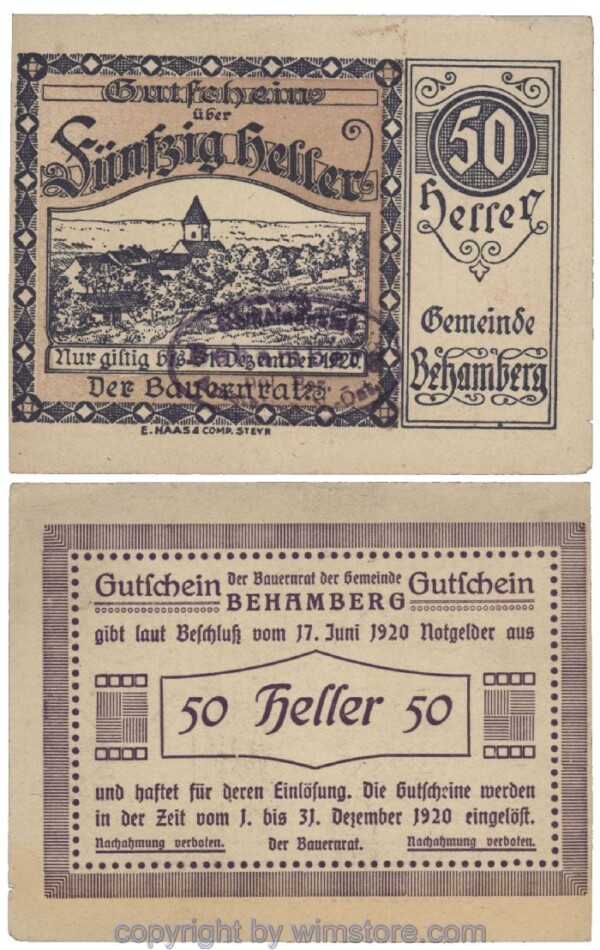 Gutschein
über
Fünfzig Heller
50
Heller
Gemeinde
Behamberg
Nur giltig bis 31. Dezember 1920.
Der Bauernrat.
E. HAAS & COMP. STEYR
Gutschein Der Bauernrat der Gemeinde Gutschein
BEHAMBERG
gibt laut Beschluß vom 17. Juni 1920 Notgelder aus
50 Heller 50
und haftet für deren Einlösung. Die Gutscheine werden
in der Zeit vom 1. bis 31. Dezember 1920 eingelöst.
Nachahmung verboten. Der Bauernrat. Nachahmung verboten.
copyright by wimstore.com